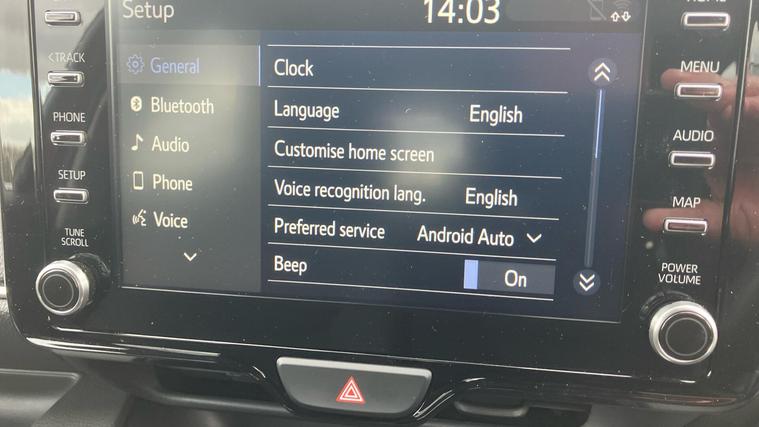 Setup 14:03
<TRACK
PHONE
SETUP
TUNE
SCROLL
General
Bluetooth
Audio
Phone
Voice
Clock
Language English
Customise home screen
Voice recognition lang. English
Preferred service Android Auto
Beep On
MENU
AUDIO
MAP
POWER
VOLUME